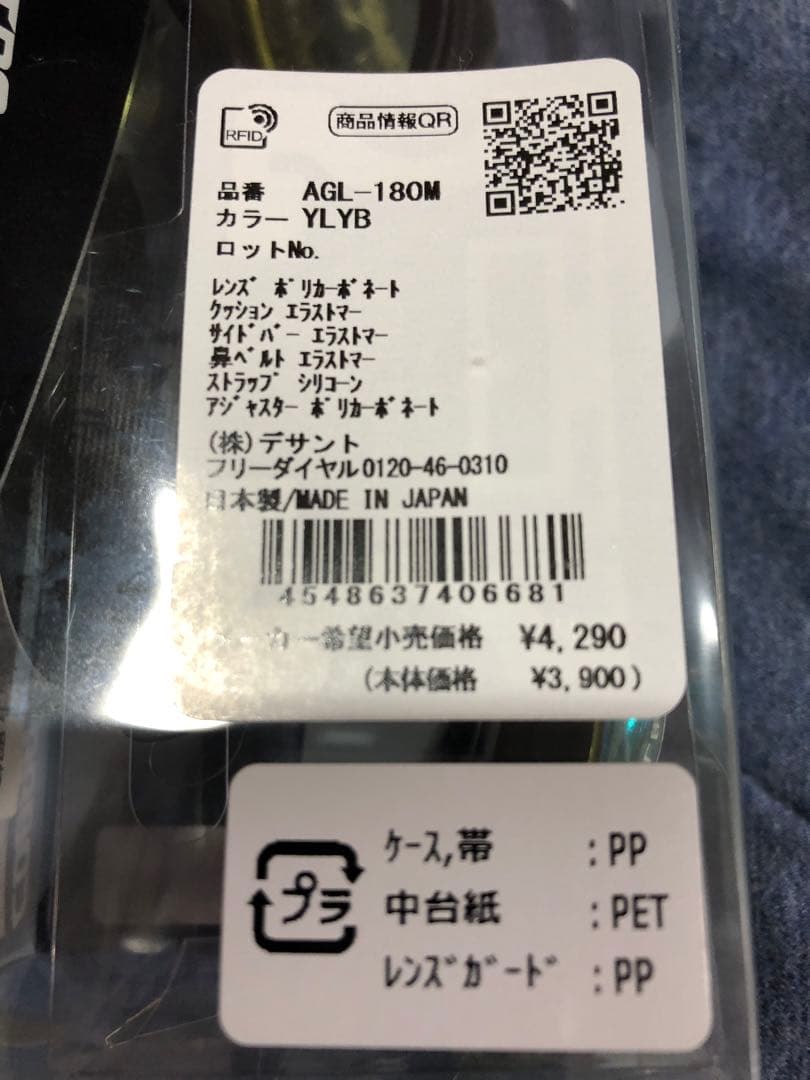 RFID
商品情報QR
品番 AGL-180M
カラー YLYB
ロットNo.
レンズ ポリカーボネート
クッション エラストマー
サイドバー エラストマー
鼻ベルト エラストマー
ストラップ シリコーン
アジャスター ポリカーボネート
(株)デサント
フリーダイヤル0120-46-0310
日本製/MADE IN JAPAN
4548637406681
カー希望小売価格 ¥4,290
(本体価格 ¥3,900)
プラ
ケース,帯 :PP
中台紙 :PET
レンズガード :PP